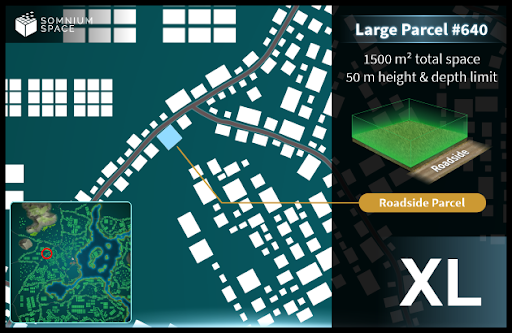 SOMNIUM
SPACE
Large Parcel #640
1500 m² total space
50 m height & depth limit
Roadside
Roadside Parcel
XL